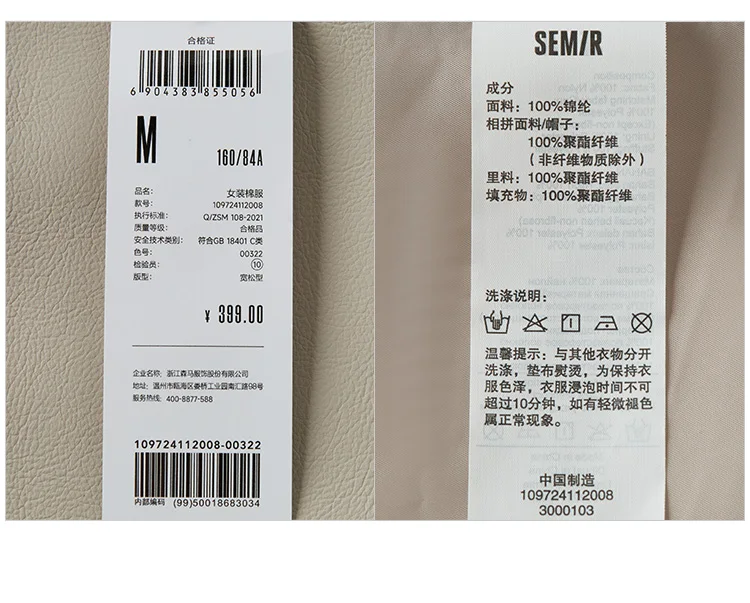 合格证
6 904383 855056
M
160/84A
品名: 女装棉服
款号: 109724112008
执行标准: Q/ZSM 108-2021
质量等级: 合格品
安全技术类别: 符合GB 18401 C类
色号: 00322
检验员: 10
版型: 宽松型
¥ 399.00
企业名称: 浙江森马服饰股份有限公司
地址: 温州市瓯海区娄桥工业园南汇路98号
服务热线: 400-8877-588
109724112008-00322
内部编码 (99)50018683034
SEM/R
成分
面料：100%锦纶
相拼面料/帽子：
100%聚酯纤维
（非纤维物质除外）
里料：100%聚酯纤维
填充物：100%聚酯纤维
洗涤说明：
温馨提示：与其他衣物分开
洗涤，垫布熨烫，为保持衣
服色泽，衣服浸泡时间不可
超过10分钟，如有轻微褪色
属正常现象。
中国制造
109724112008
3000103